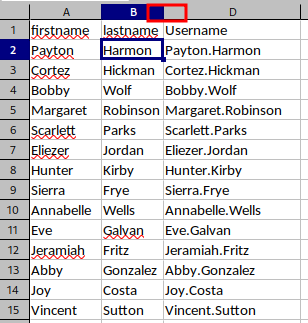 A B D
1 firstname lastname Username
2 Payton Harmon Payton.Harmon
3 Cortez Hickman Cortez.Hickman
4 Bobby Wolf Bobby.Wolf
5 Margaret Robinson Margaret.Robinson
6 Scarlett Parks Scarlett.Parks
7 Eliezer Jordan Eliezer.Jordan
8 Hunter Kirby Hunter.Kirby
9 Sierra Frye Sierra.Frye
10 Annabelle Wells Annabelle.Wells
11 Eve Galvan Eve.Galvan
12 Jeramiah Fritz Jeramiah.Fritz
13 Abby Gonzalez Abby.Gonzalez
14 Joy Costa Joy.Costa
15 Vincent Sutton Vincent.Sutton